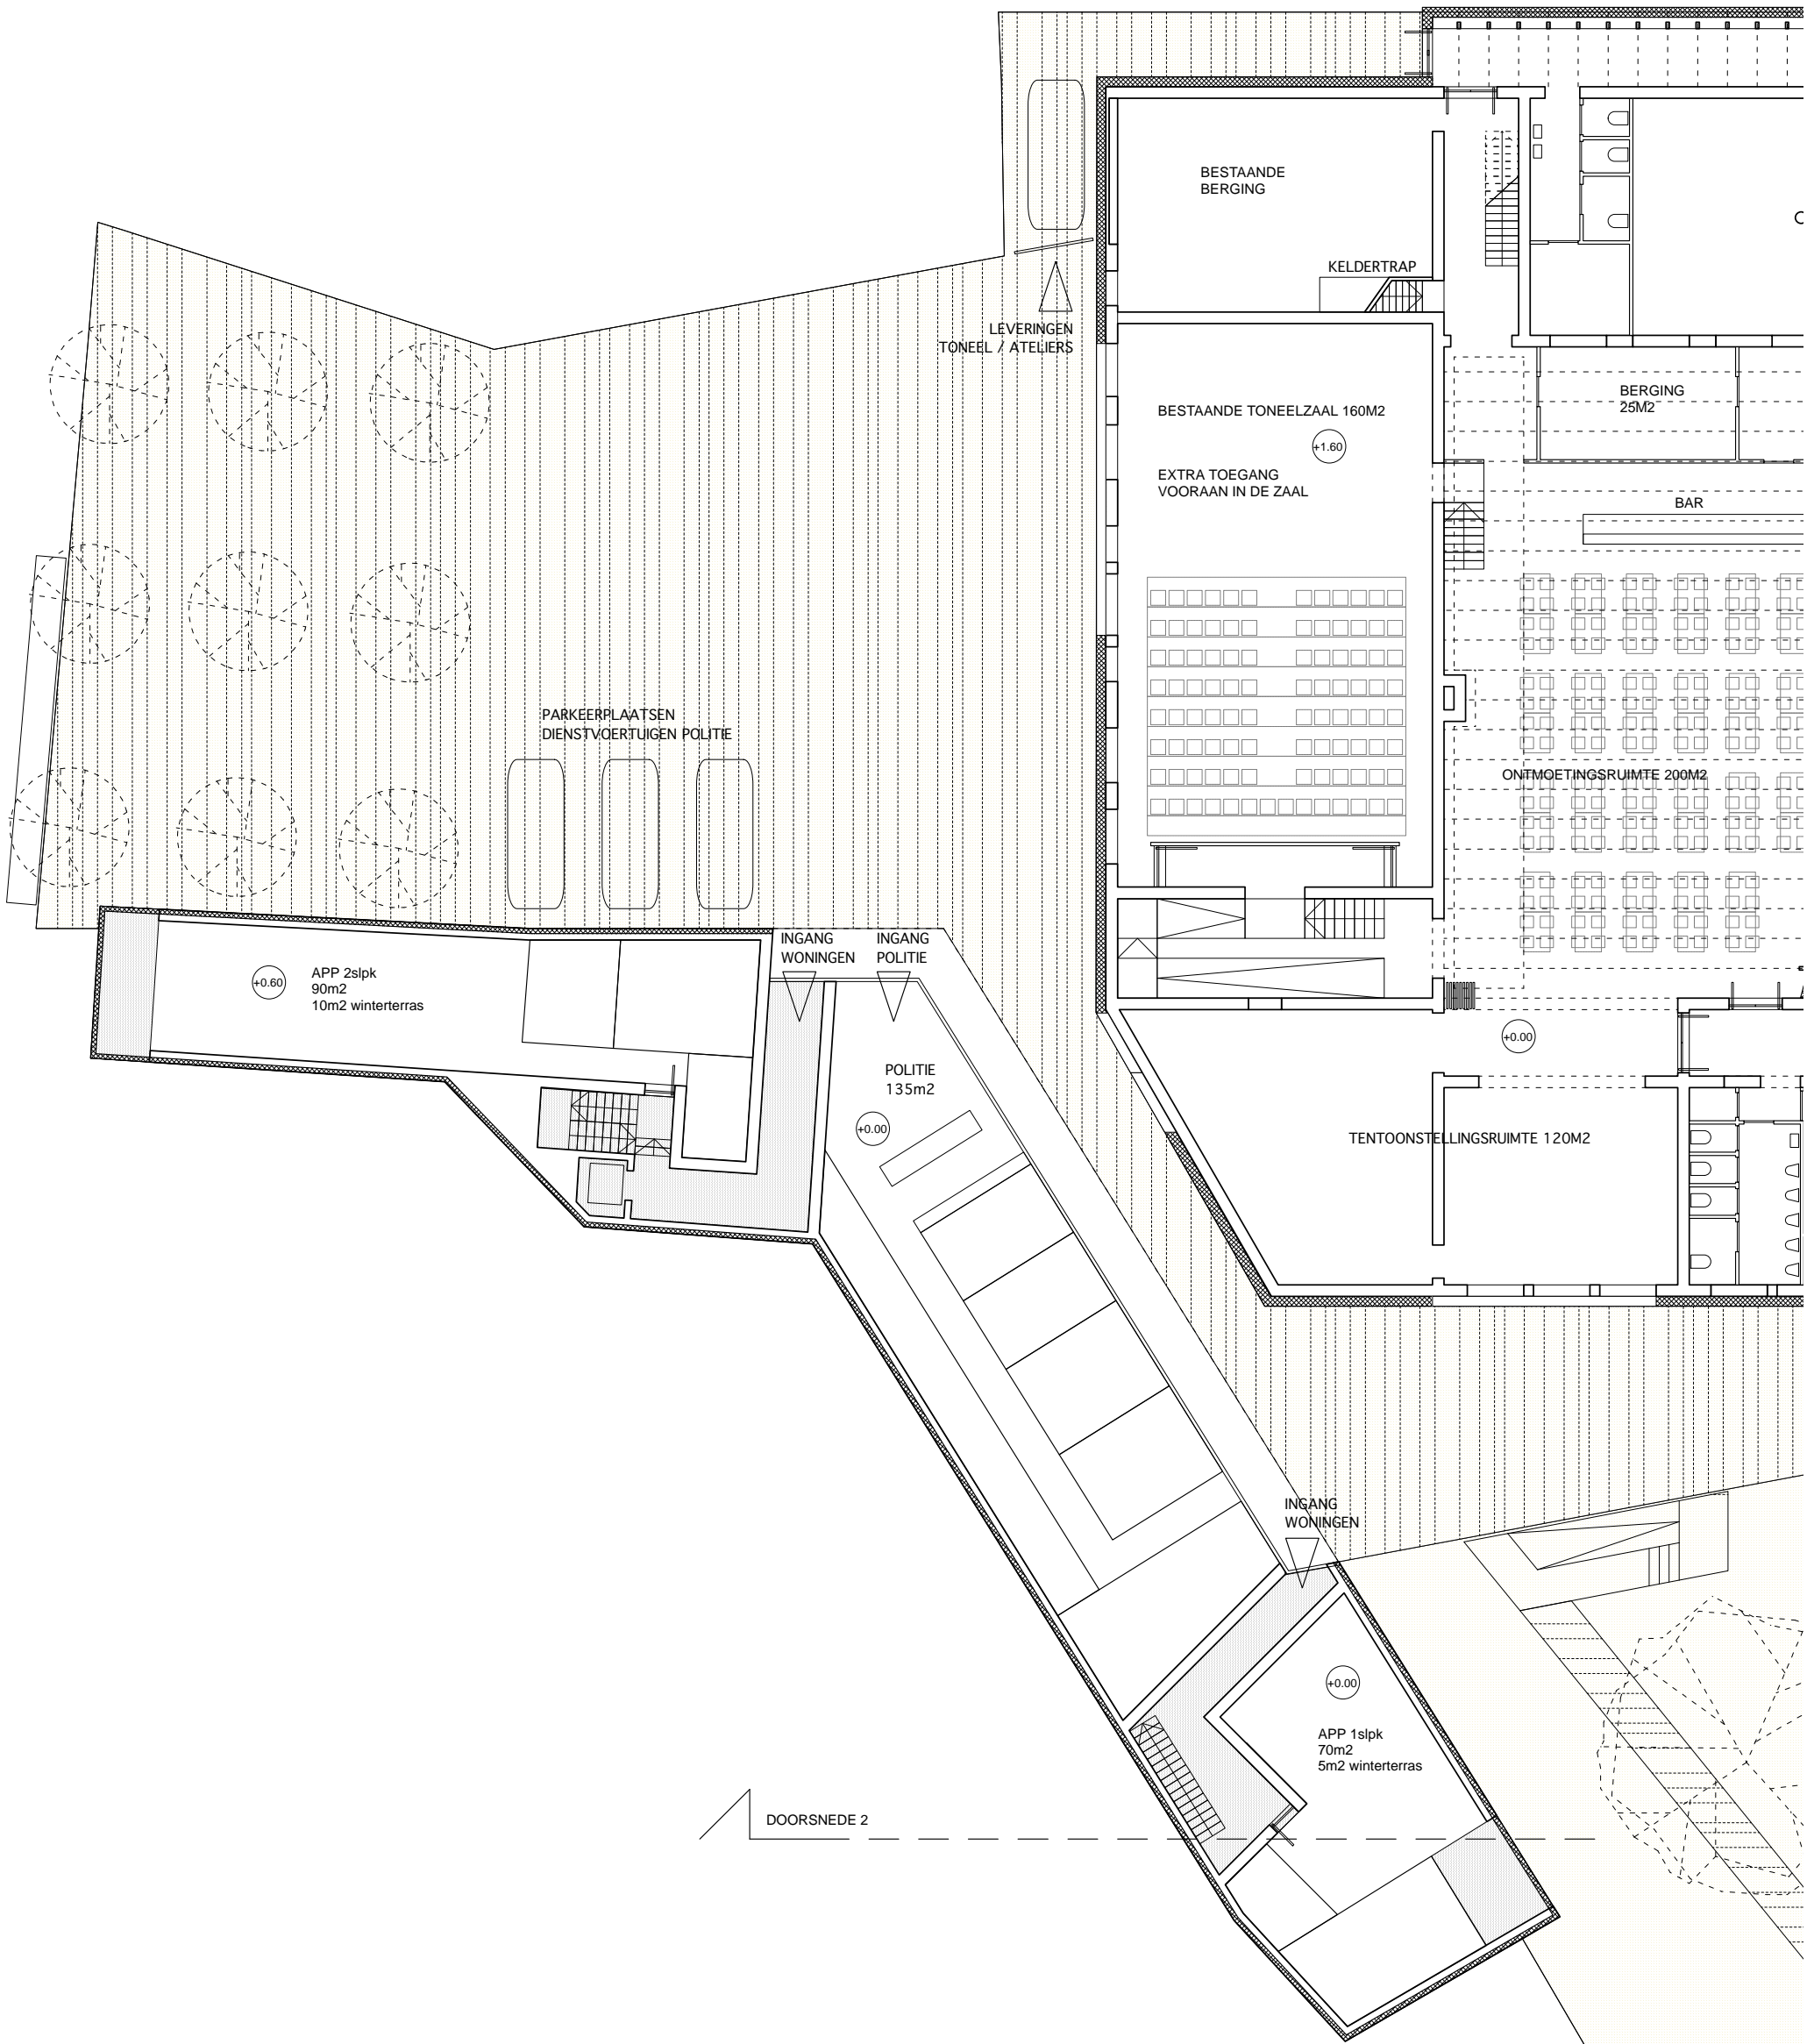 BESTAANDE
BERGING
KELDERTRAP
LEVERINGEN
TONEEL / ATELIERS
BERGING
25M2
BESTAANDE TONEELZAAL 160M2
+1.60
EXTRA TOEGANG
VOORAAN IN DE ZAAL
BAR
PARKEERPLAATSEN
DIENSTVOERTUIGEN POLITIE
ONTMOETINGSRUIMTE 200M2
INGANG
WONINGEN
INGANG
POLITIE
+0.60
APP 2slpk
90m2
10m2 winterterras
+0.00
POLITIE
135m2
+0.00
TENTOONSTELLINGSRUIMTE 120M2
INGANG
WONINGEN
+0.00
APP 1slpk
70m2
5m2 winterterras
DOORSNEDE 2